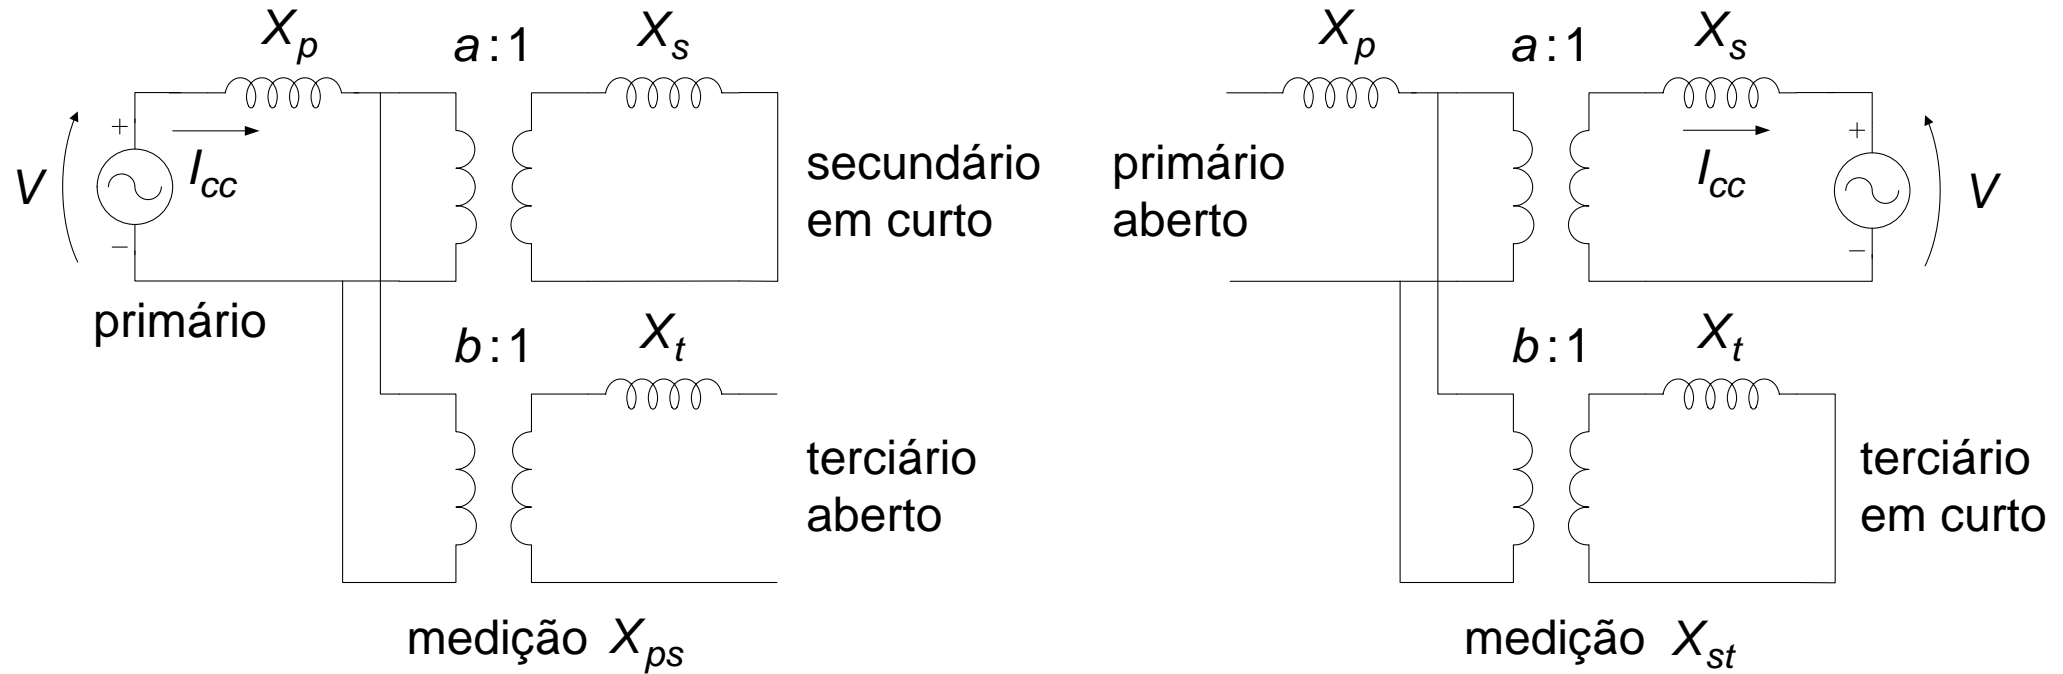 X_p a:1 X_s
+
V I_cc
−
secundário
em curto
primário
b:1 X_t
terciário
aberto
medição X_ps
X_p a:1 X_s
primário
aberto
+
I_cc V
−
b:1 X_t
terciário
em curto
medição X_st